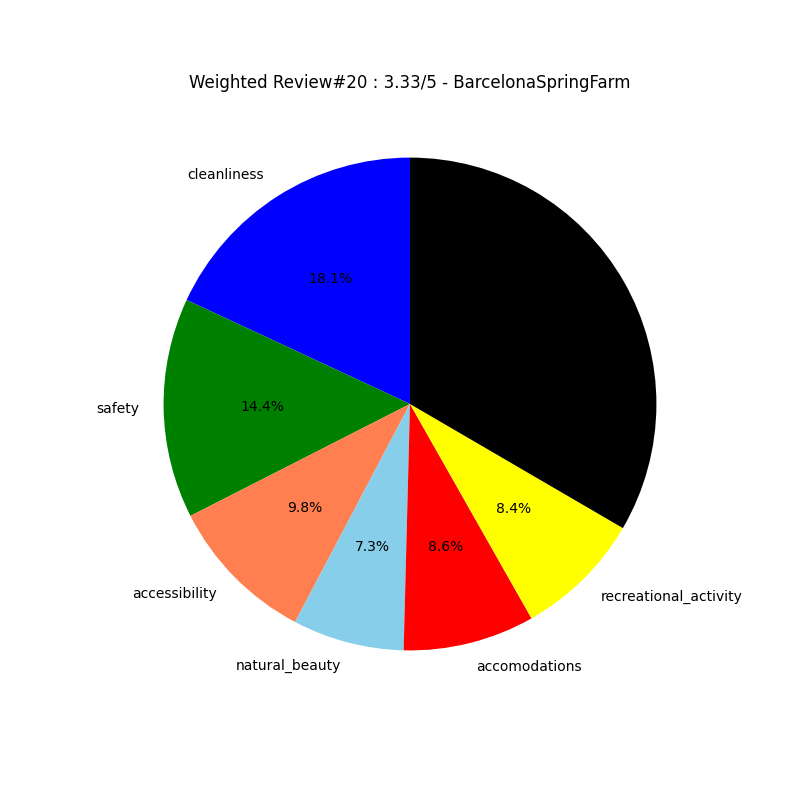 Weighted Review#20 : 3.33/5 - BarcelonaSpringFarm
cleanliness
18.1%
safety
14.4%
accessibility
9.8%
natural_beauty
7.3%
accomodations
8.6%
recreational_activity
8.4%